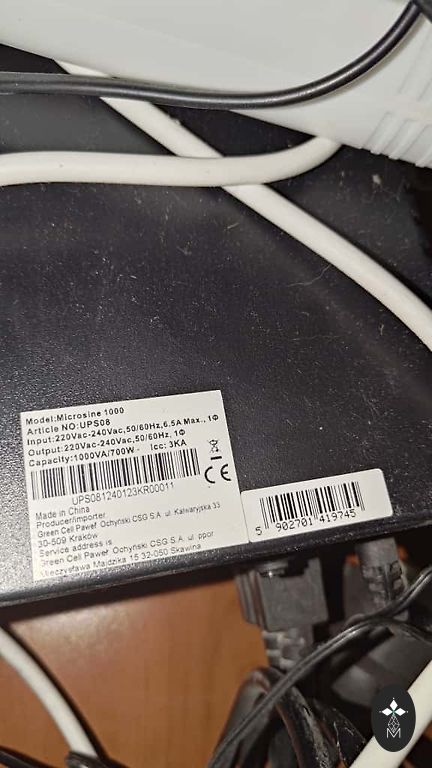 Model:Microsine 1000
Article NO:UPS08
Input:220Vac-240Vac,50/60Hz,6.5A Max., 1Φ
Output:220Vac-240Vac,50/60Hz, 1Φ
Capacity:1000VA/700W Icc: 3KA
UPS081240123KR00011
CE
Made in China
Producer/importer:
Green Cell Paweł Ochyński CSG S.A. ul. Kalwaryjska 33
30-509 Kraków
Service address is
Green Cell Paweł Ochyński CSG S.A. ul ppor
Mieczysława Majdzika 15 32-050 Skawina
5 902701 419745
M